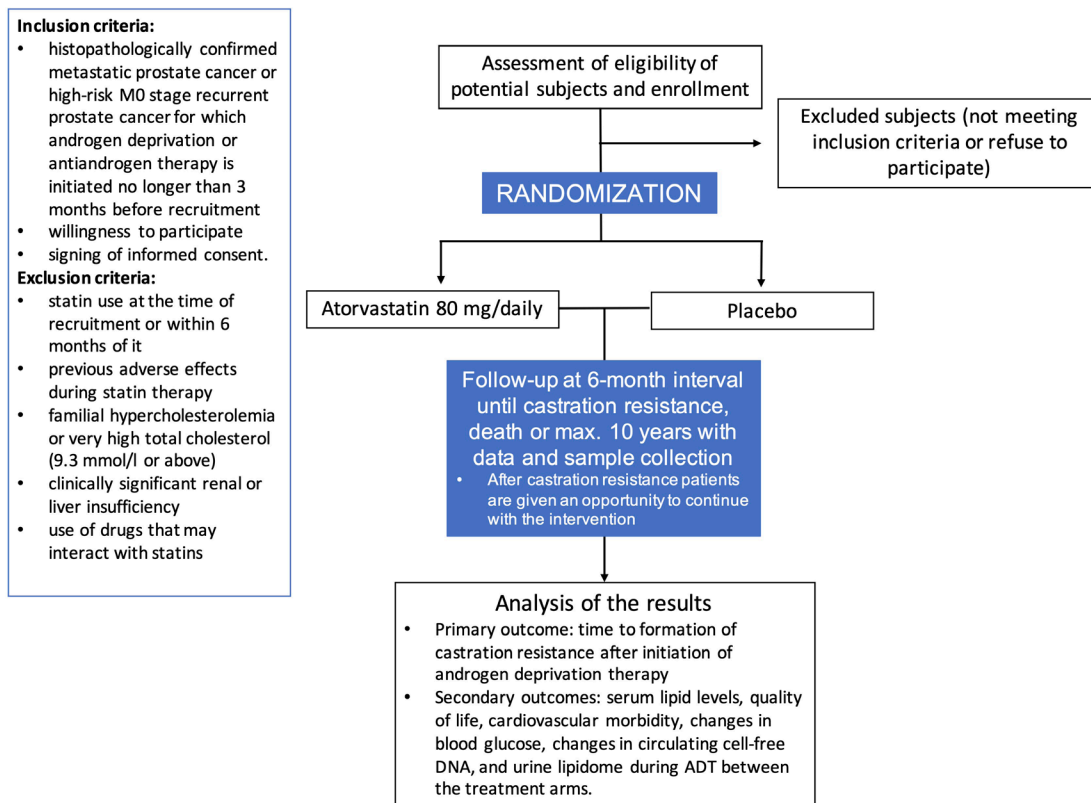 Inclusion criteria:
• histopathologically confirmed
metastatic prostate cancer or
high-risk M0 stage recurrent
prostate cancer for which
androgen deprivation or
antiandrogen therapy is
initiated no longer than 3
months before recruitment
• willingness to participate
• signing of informed consent.
Exclusion criteria:
• statin use at the time of
recruitment or within 6
months of it
• previous adverse effects
during statin therapy
• familial hypercholesterolemia
or very high total cholesterol
(9.3 mmol/l or above)
• clinically significant renal or
liver insufficiency
• use of drugs that may
interact with statins
Assessment of eligibility of
potential subjects and enrollment
Excluded subjects (not meeting
inclusion criteria or refuse to
participate)
RANDOMIZATION
Atorvastatin 80 mg/daily
Placebo
Follow-up at 6-month interval
until castration resistance,
death or max. 10 years with
data and sample collection
• After castration resistance patients
are given an opportunity to continue
with the intervention
Analysis of the results
• Primary outcome: time to formation of
castration resistance after initiation of
androgen deprivation therapy
• Secondary outcomes: serum lipid levels, quality
of life, cardiovascular morbidity, changes in
blood glucose, changes in circulating cell-free
DNA, and urine lipidome during ADT between
the treatment arms.